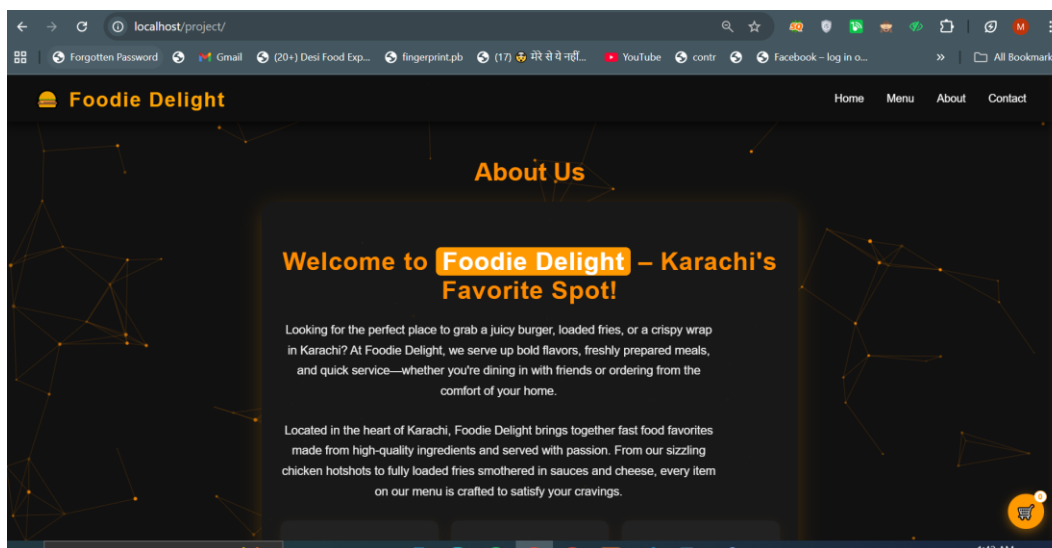 localhost/project/
M
Forgotten Password
Gmail
(20+) Desi Food Exp...
fingerprint.pb
(17) 🤣 मेरे से ये नहीं...
YouTube
contr
Facebook – log in o...
»
All Bookmark
Foodie Delight
Home
Menu
About
Contact
About Us
Welcome to Foodie Delight – Karachi's
Favorite Spot!
Looking for the perfect place to grab a juicy burger, loaded fries, or a crispy wrap
in Karachi? At Foodie Delight, we serve up bold flavors, freshly prepared meals,
and quick service—whether you're dining in with friends or ordering from the
comfort of your home.
Located in the heart of Karachi, Foodie Delight brings together fast food favorites
made from high-quality ingredients and served with passion. From our sizzling
chicken hotshots to fully loaded fries smothered in sauces and cheese, every item
on our menu is crafted to satisfy your cravings.
0